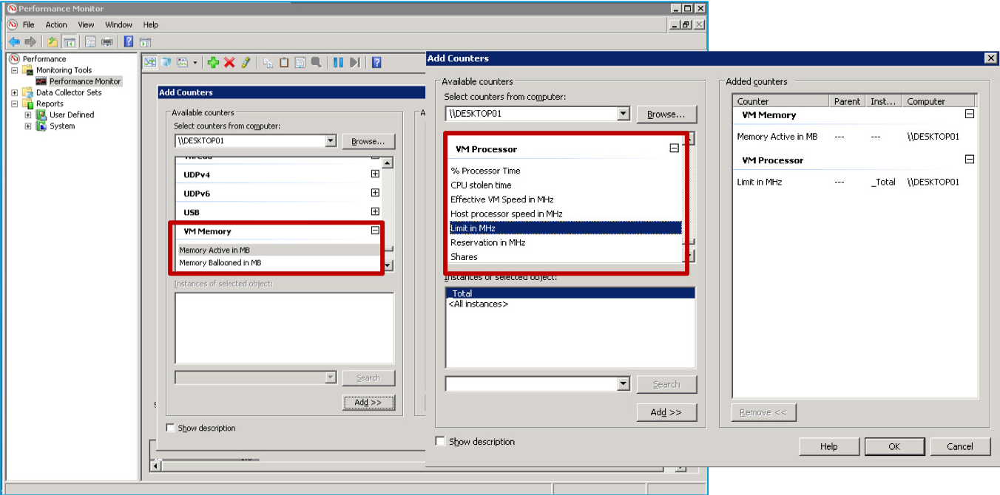 Performance Monitor
File Action View Window Help
Performance
Monitoring Tools
Performance Monitor
Data Collector Sets
Reports
User Defined
System
Add Counters
Available counters
Select counters from computer:
\\DESKTOP01
Browse...
UDPv4
UDPv6
USB
VM Memory
Memory Active in MB
Memory Ballooned in MB
Instances of selected object:
Search
Add >>
Show description
Add Counters
Available counters
Select counters from computer:
\\DESKTOP01
Browse...
VM Processor
% Processor Time
CPU stolen time
Effective VM Speed in MHz
Host processor speed in MHz
Limit in MHz
Reservation in MHz
Shares
Instances of selected object:
_Total
<All instances>
Search
Add >>
Show description
Added counters
Counter Parent Inst... Computer
VM Memory
Memory Active in MB --- --- \\DESKTOP01
VM Processor
Limit in MHz --- _Total \\DESKTOP01
Remove <<
Help
OK
Cancel